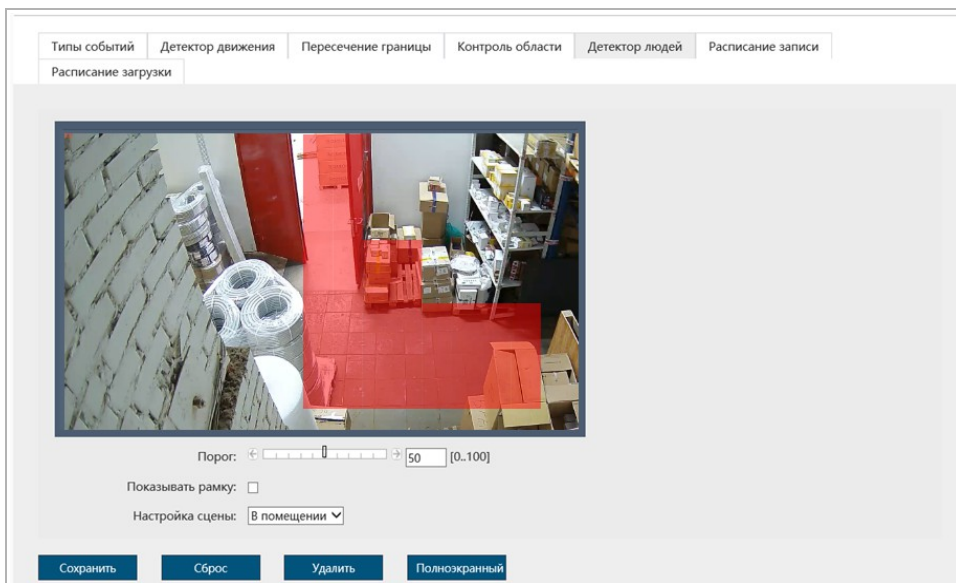 Типы событий Детектор движения Пересечение границы Контроль области Детектор людей Расписание записи
Расписание загрузки
Порог: 50 [0..100]
Показывать рамку:
Настройка сцены: В помещении
Сохранить Сброс Удалить Полноэкранный